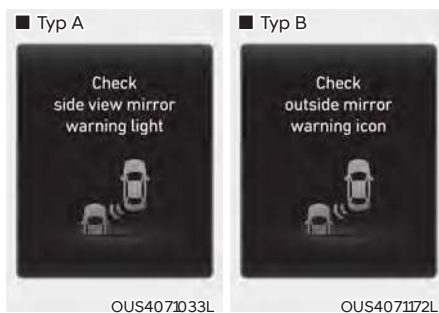 ■ Typ A
Check
side view mirror
warning light
OUS4071033L
■ Typ B
Check
outside mirror
warning icon
OUS4071172L